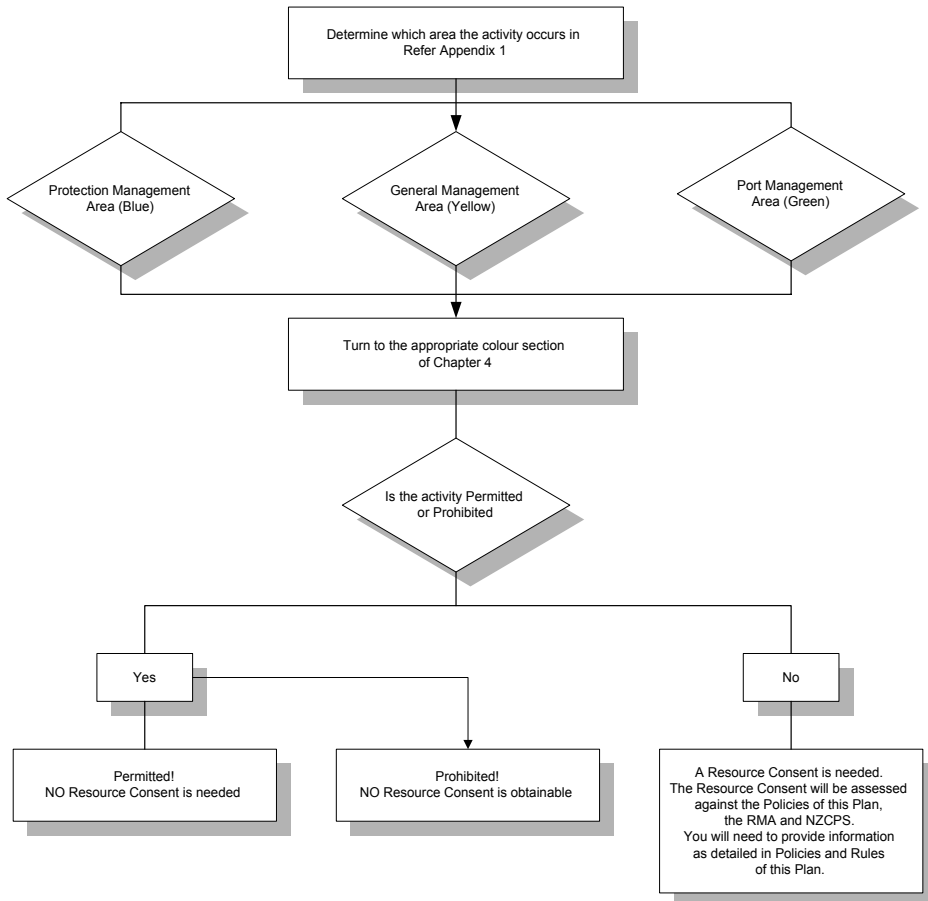 Determine which area the activity occurs in
Refer Appendix 1
Protection Management
Area (Blue)
General Management
Area (Yellow)
Port Management
Area (Green)
Turn to the appropriate colour section
of Chapter 4
Is the activity Permitted
or Prohibited
Yes
No
Permitted!
NO Resource Consent is needed
Prohibited!
NO Resource Consent is obtainable
A Resource Consent is needed.
The Resource Consent will be assessed
against the Policies of this Plan,
the RMA and NZCPS.
You will need to provide information
as detailed in Policies and Rules
of this Plan.